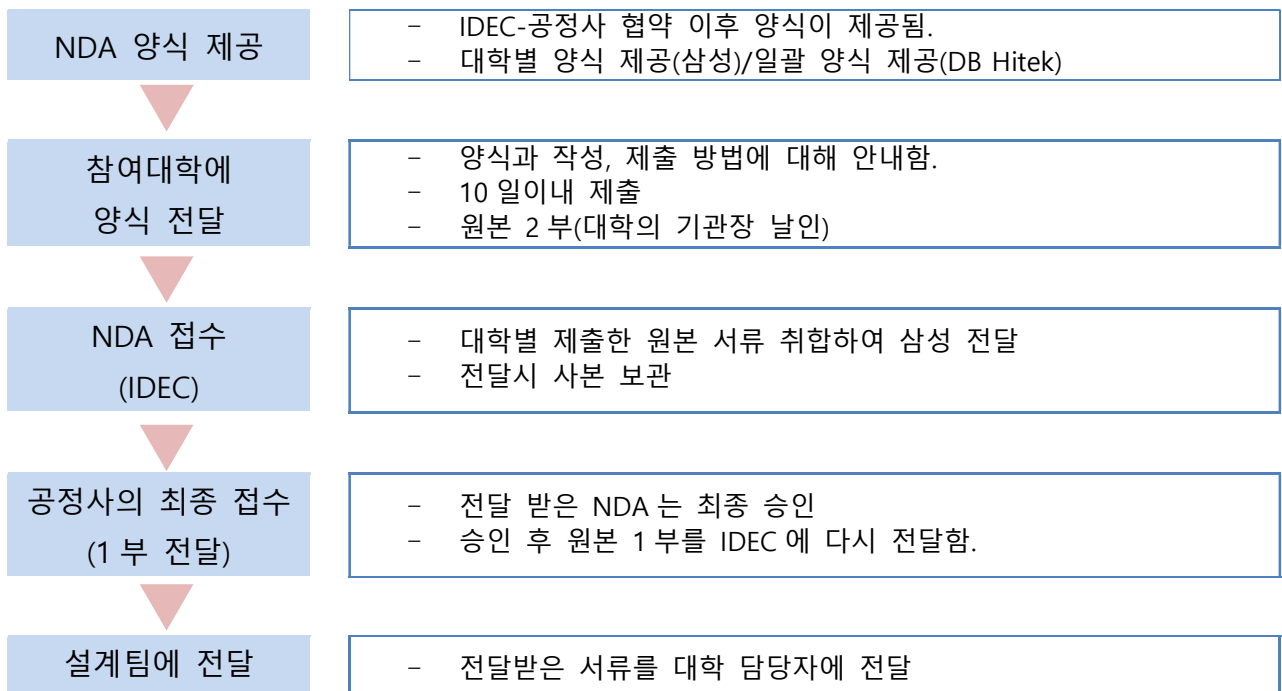 NDA 양식 제공
- IDEC-공정사 협약 이후 양식이 제공됨.
- 대학별 양식 제공(삼성)/일괄 양식 제공(DB Hitek)
참여대학에
양식 전달
- 양식과 작성, 제출 방법에 대해 안내함.
- 10 일이내 제출
- 원본 2 부(대학의 기관장 날인)
NDA 접수
(IDEC)
- 대학별 제출한 원본 서류 취합하여 삼성 전달
- 전달시 사본 보관
공정사의 최종 접수
(1 부 전달)
- 전달 받은 NDA 는 최종 승인
- 승인 후 원본 1 부를 IDEC 에 다시 전달함.
설계팀에 전달
- 전달받은 서류를 대학 담당자에 전달